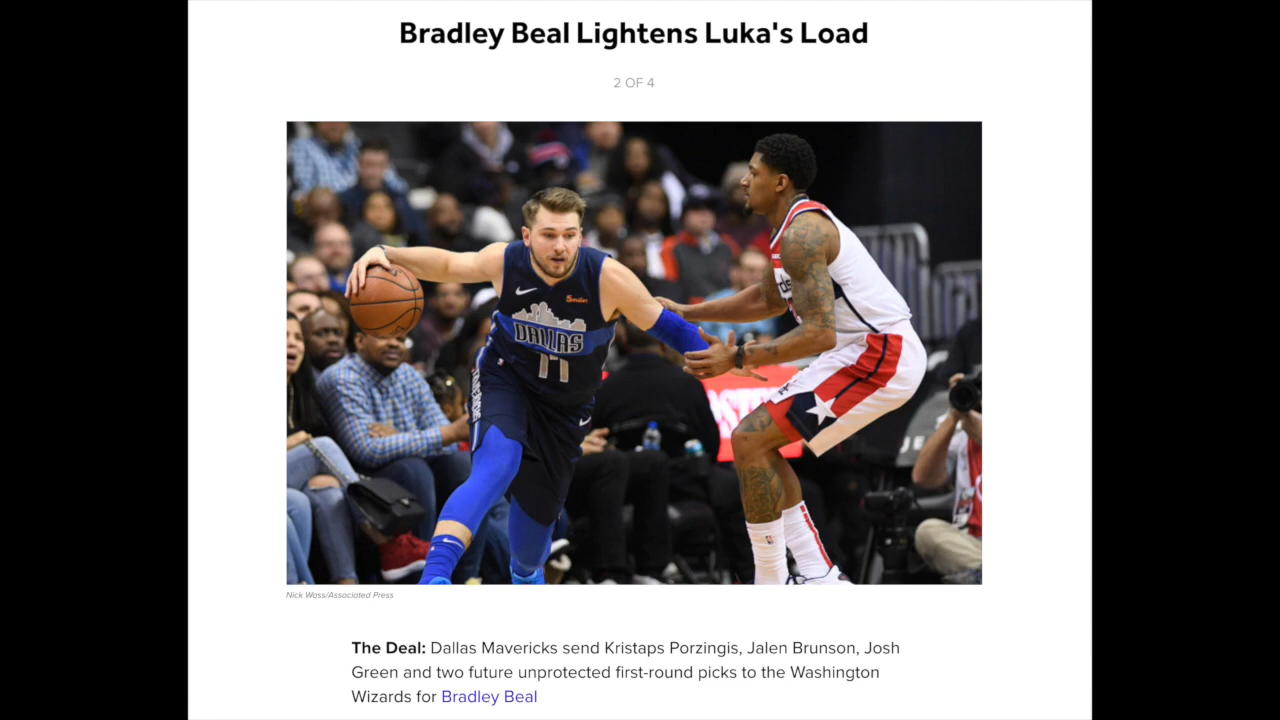 Bradley Beal Lightens Luka's Load
2 OF 4
DALLAS
Nick Wass/Associated Press
The Deal: Dallas Mavericks send Kristaps Porzingis, Jalen Brunson, Josh
Green and two future unprotected first-round picks to the Washington
Wizards for Bradley Beal